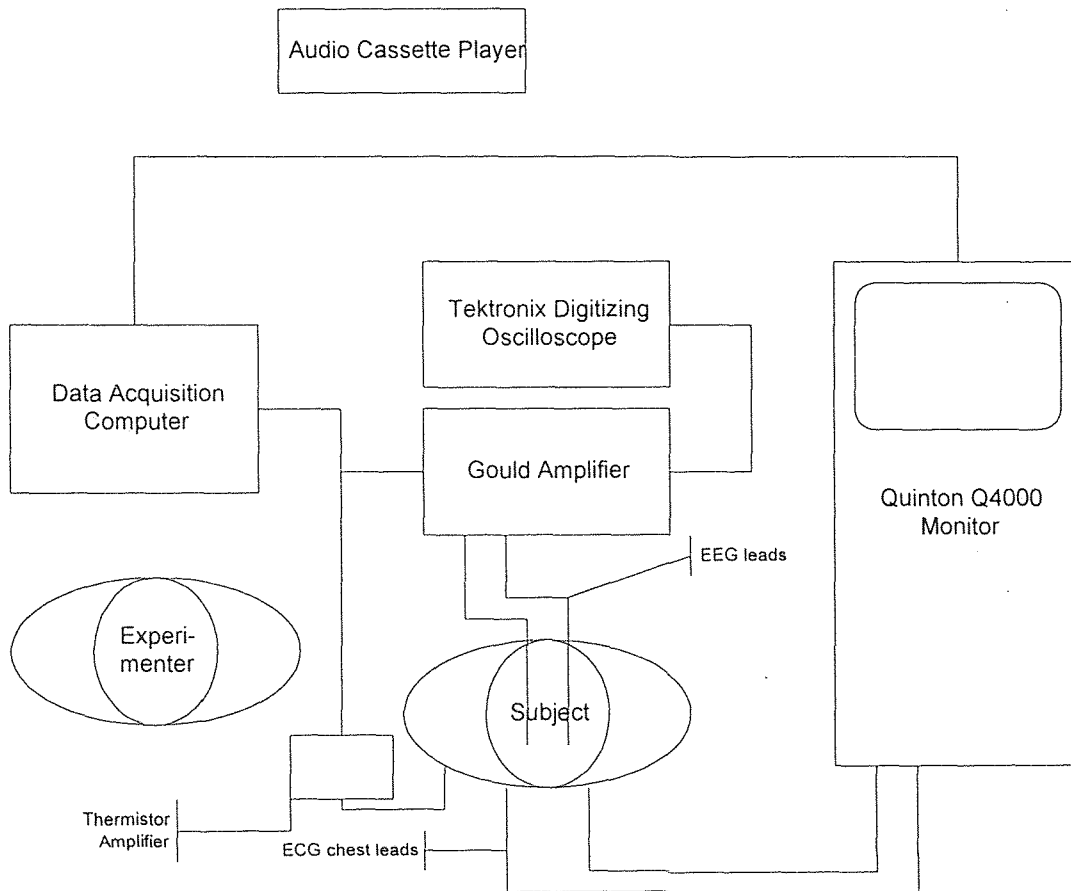 Audio Cassette Player
Tektronix Digitizing
Oscilloscope
Data Acquisition
Computer
Gould Amplifier
Quinton Q4000
Monitor
EEG leads
Experi-
menter
Subject
Thermistor
Amplifier
ECG chest leads